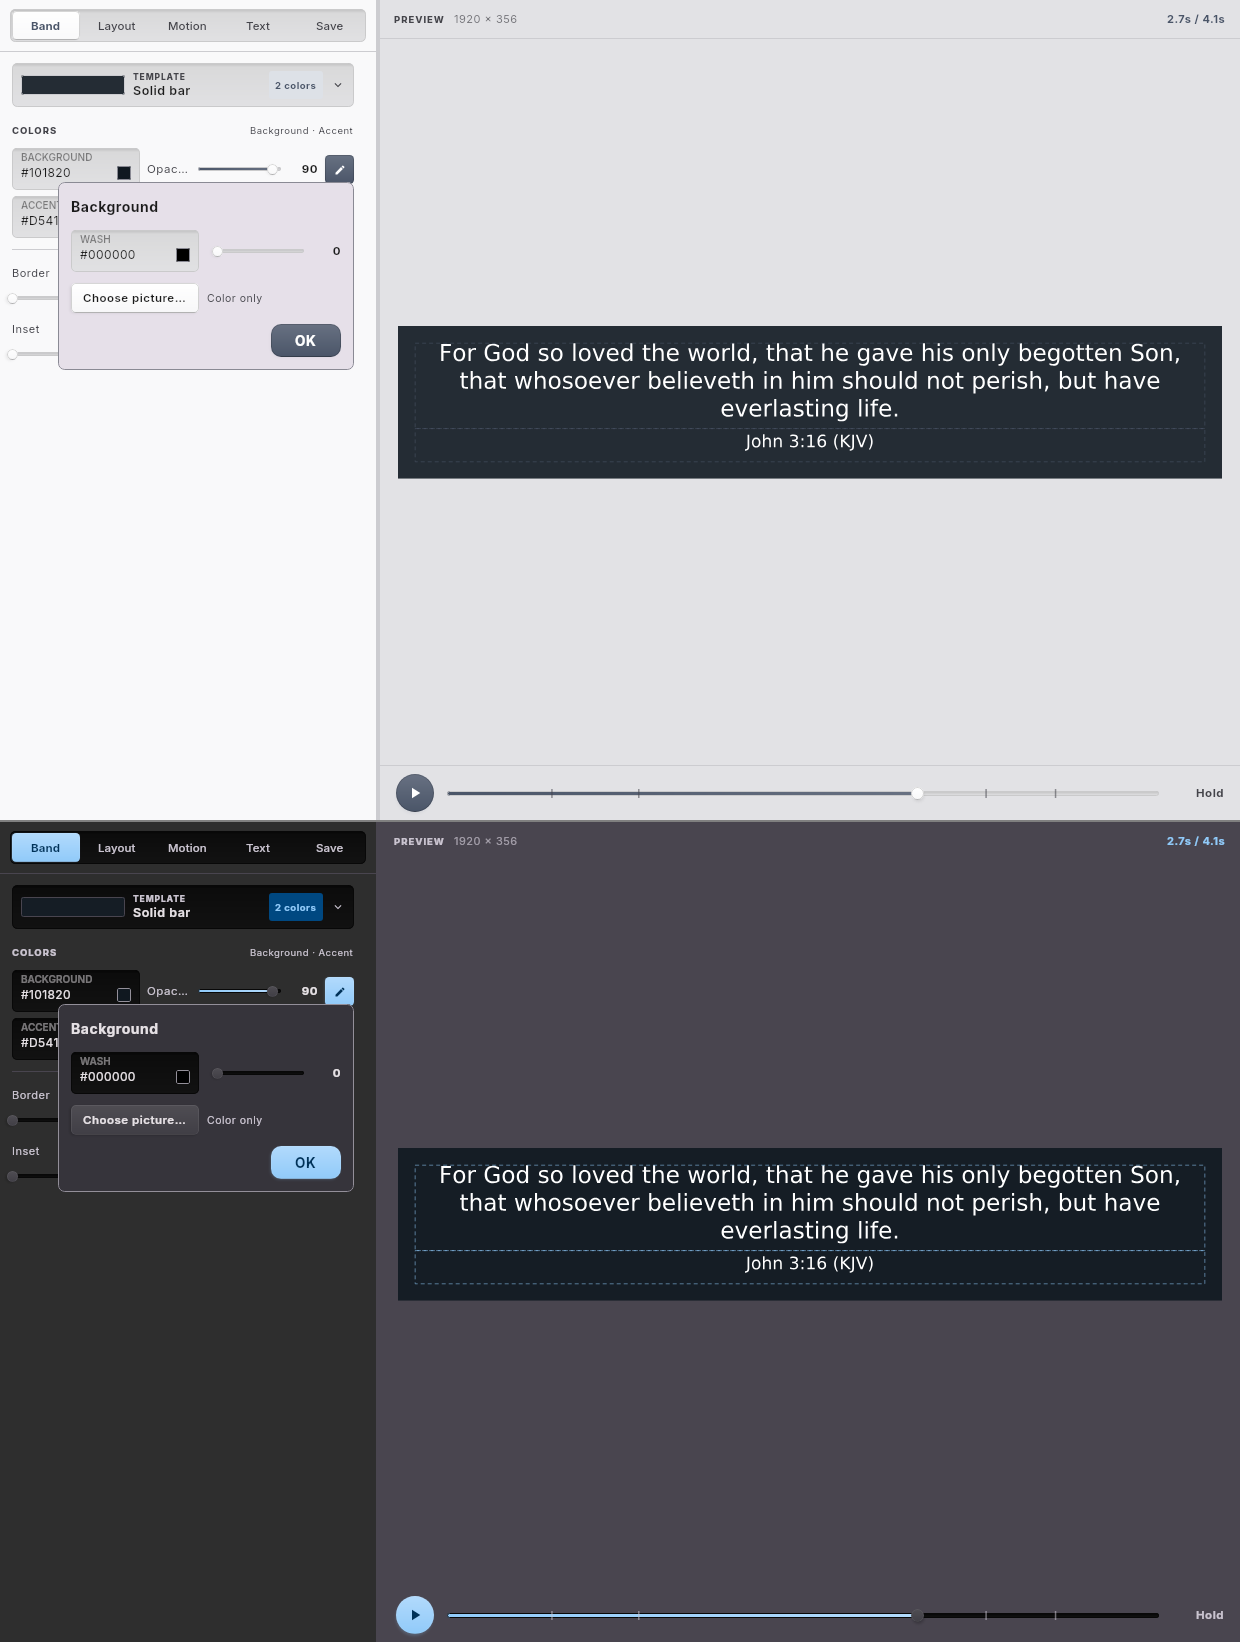 Band Layout Motion Text Save
PREVIEW 1920 × 356 2.7s / 4.1s
TEMPLATE
Solid bar
2 colors
COLORS Background · Accent
BACKGROUND
#101820
Opac... 90
ACCENT
#D541
Border
Inset
Background
WASH
#000000
0
Choose picture... Color only
OK
For God so loved the world, that he gave his only begotten Son,
that whosoever believeth in him should not perish, but have
everlasting life.
John 3:16 (KJV)
Hold
Band Layout Motion Text Save
PREVIEW 1920 × 356 2.7s / 4.1s
TEMPLATE
Solid bar
2 colors
COLORS Background · Accent
BACKGROUND
#101820
Opac... 90
ACCENT
#D541
Border
Inset
Background
WASH
#000000
0
Choose picture... Color only
OK
For God so loved the world, that he gave his only begotten Son,
that whosoever believeth in him should not perish, but have
everlasting life.
John 3:16 (KJV)
Hold